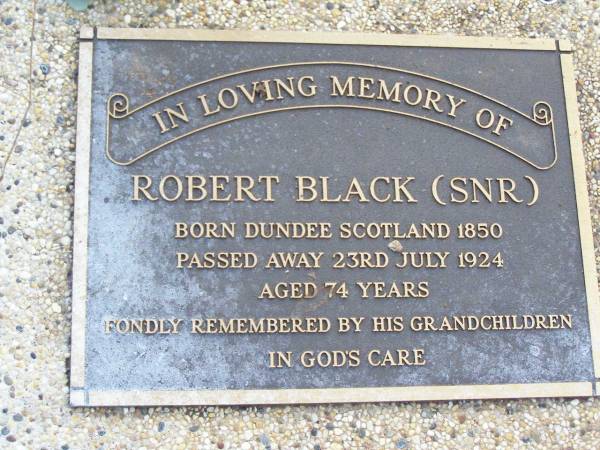 IN LOVING MEMORY OF
ROBERT BLACK (SNR)
BORN DUNDEE SCOTLAND 1850
PASSED AWAY 23RD JULY 1924
AGED 74 YEARS
FONDLY REMEMBERED BY HIS GRANDCHILDREN
IN GOD'S CARE